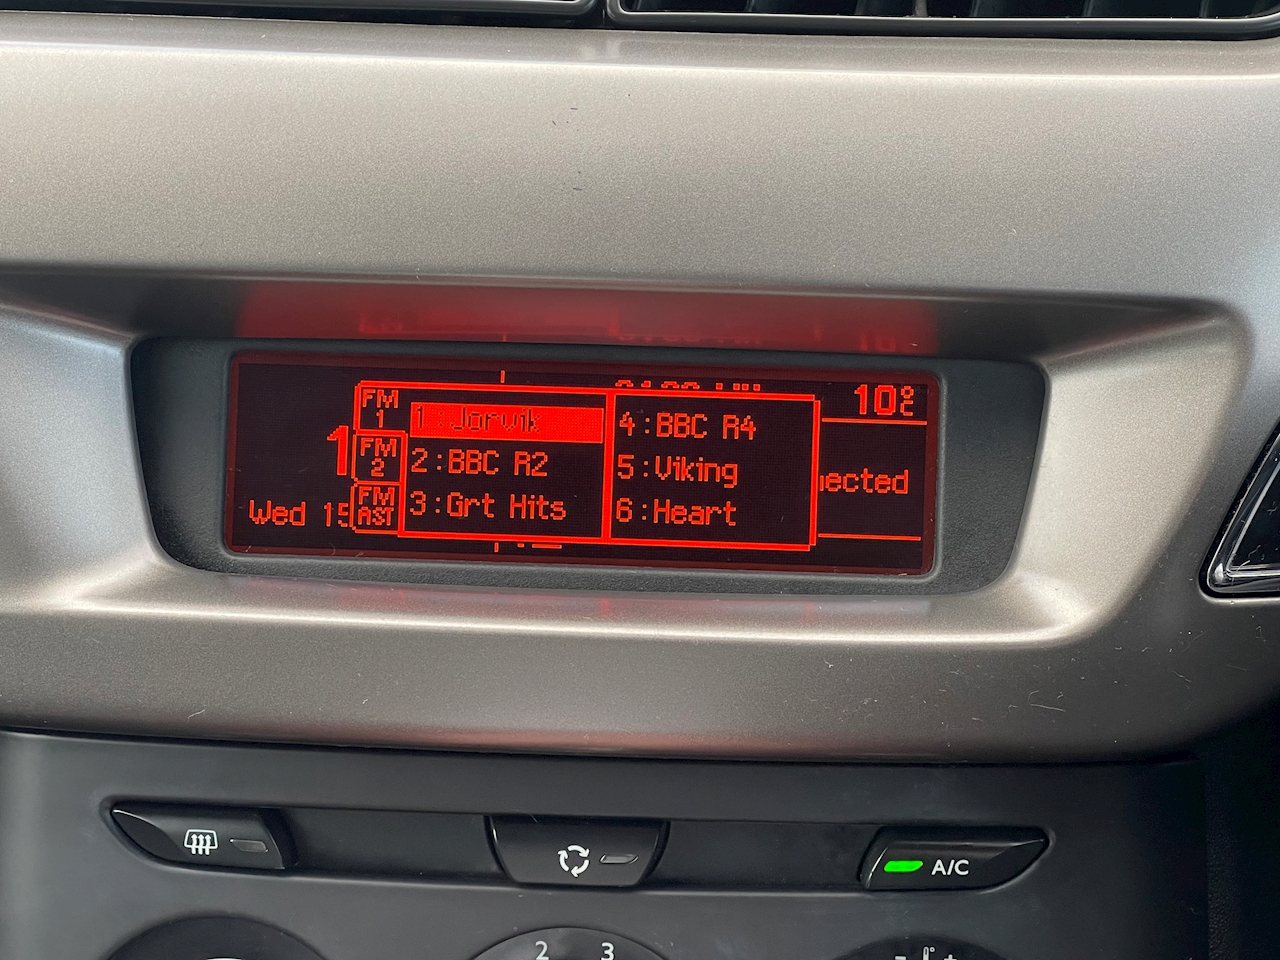 10°C
FM
1
FM
2
FM
AST
1:Jorvik
2:BBC R2
3:Grt Hits
4:BBC R4
5:Viking
6:Heart
1
Wed 15
ected
A/C
2 3
- +